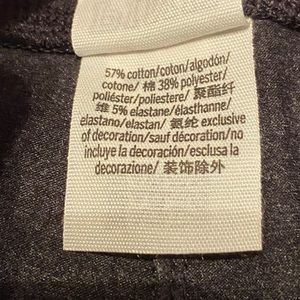 57% cotton/coton/algodón/
cotone/ 棉 38% polyester/
poliéster/poliestere/ 聚酯纤
维 5% elastane/élasthanne/
elastano/elastan/ 氨纶 exclusive
of decoration/sauf décoration/no
incluye la decoración/esclusa la
decorazione/ 装饰除外